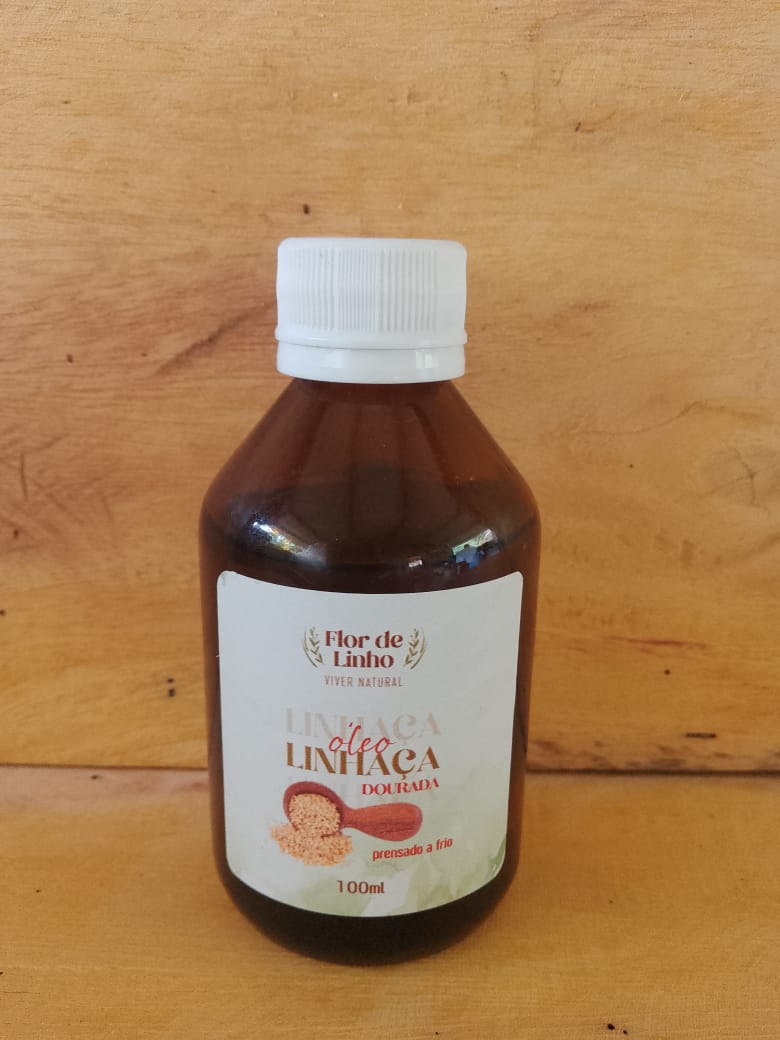 Flor de
Linho
VIVER NATURAL
LINHAÇA
óleo
LINHAÇA
DOURADA
prensado a frio
100ml